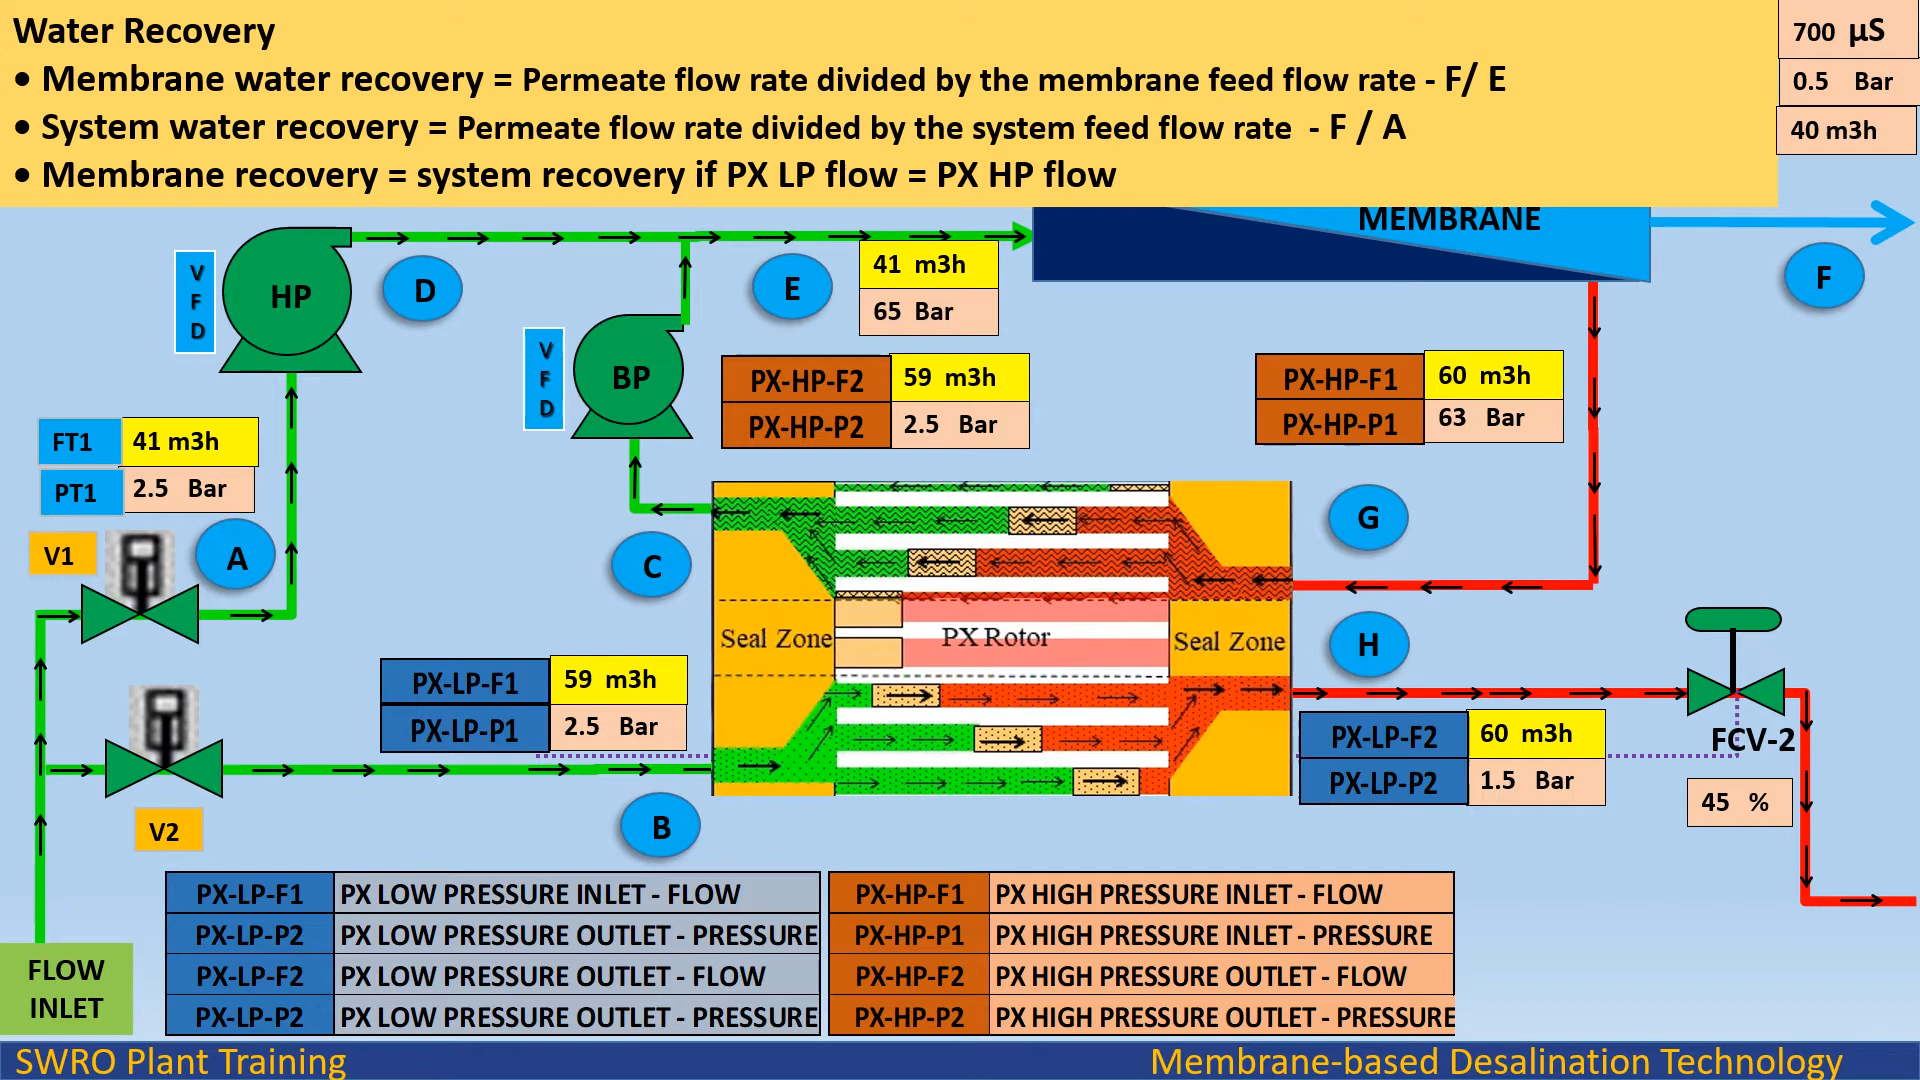 Water Recovery
• Membrane water recovery = Permeate flow rate divided by the membrane feed flow rate - F/ E
• System water recovery = Permeate flow rate divided by the system feed flow rate - F / A
• Membrane recovery = system recovery if PX LP flow = PX HP flow
700 µS
0.5 Bar
40 m3h
MEMBRANE
F
VFD
HP
D
E
41 m3h
65 Bar
VFD
BP
PX-HP-F2 59 m3h
PX-HP-P2 2.5 Bar
PX-HP-F1 60 m3h
PX-HP-P1 63 Bar
FT1 41 m3h
PT1 2.5 Bar
V1
A
C
G
Seal Zone
PX Rotor
Seal Zone
H
PX-LP-F1 59 m3h
PX-LP-P1 2.5 Bar
PX-LP-F2 60 m3h
PX-LP-P2 1.5 Bar
FCV-2
45 %
V2
B
PX-LP-F1 PX LOW PRESSURE INLET - FLOW
PX-LP-P2 PX LOW PRESSURE OUTLET - PRESSURE
PX-LP-F2 PX LOW PRESSURE OUTLET - FLOW
PX-LP-P2 PX LOW PRESSURE OUTLET - PRESSURE
PX-HP-F1 PX HIGH PRESSURE INLET - FLOW
PX-HP-P1 PX HIGH PRESSURE INLET - PRESSURE
PX-HP-F2 PX HIGH PRESSURE OUTLET - FLOW
PX-HP-P2 PX HIGH PRESSURE OUTLET - PRESSURE
FLOW
INLET
SWRO Plant Training
Membrane-based Desalination Technology